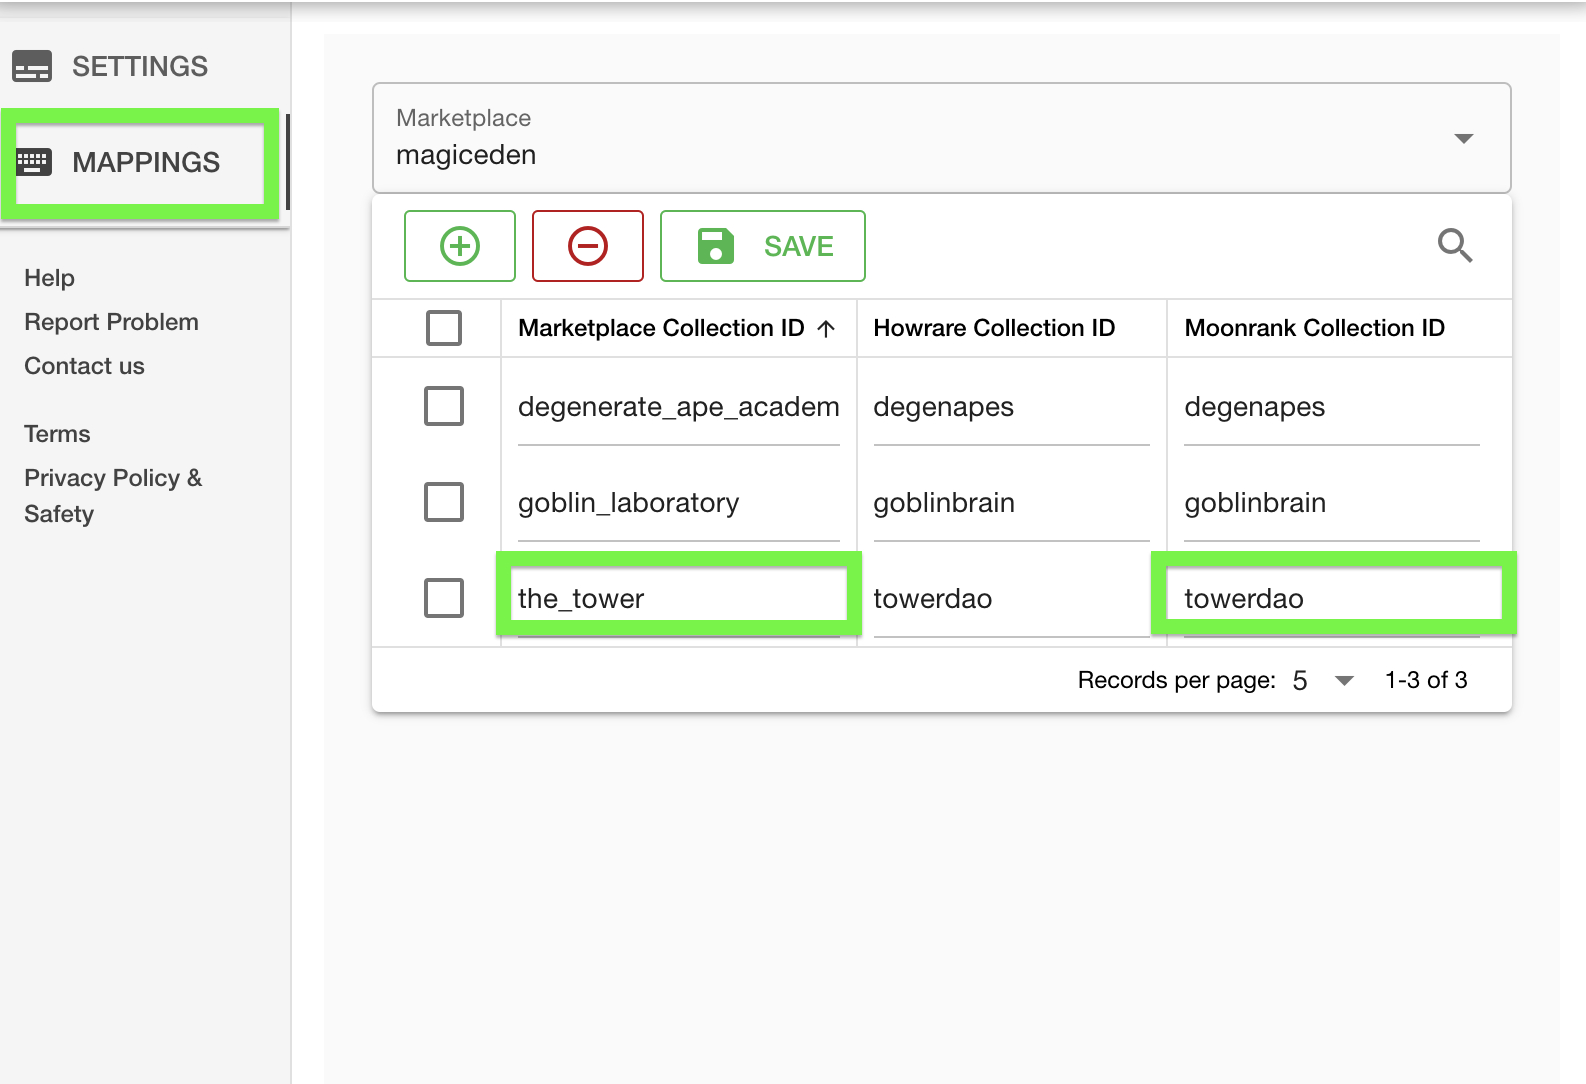 SETTINGS
MAPPINGS
Help
Report Problem
Contact us
Terms
Privacy Policy &
Safety
Marketplace
magiceden
SAVE
Marketplace Collection ID Howrare Collection ID Moonrank Collection ID
degenerate_ape_academ degenapes degenapes
goblin_laboratory goblinbrain goblinbrain
the_tower towerdao towerdao
Records per page: 5 1-3 of 3